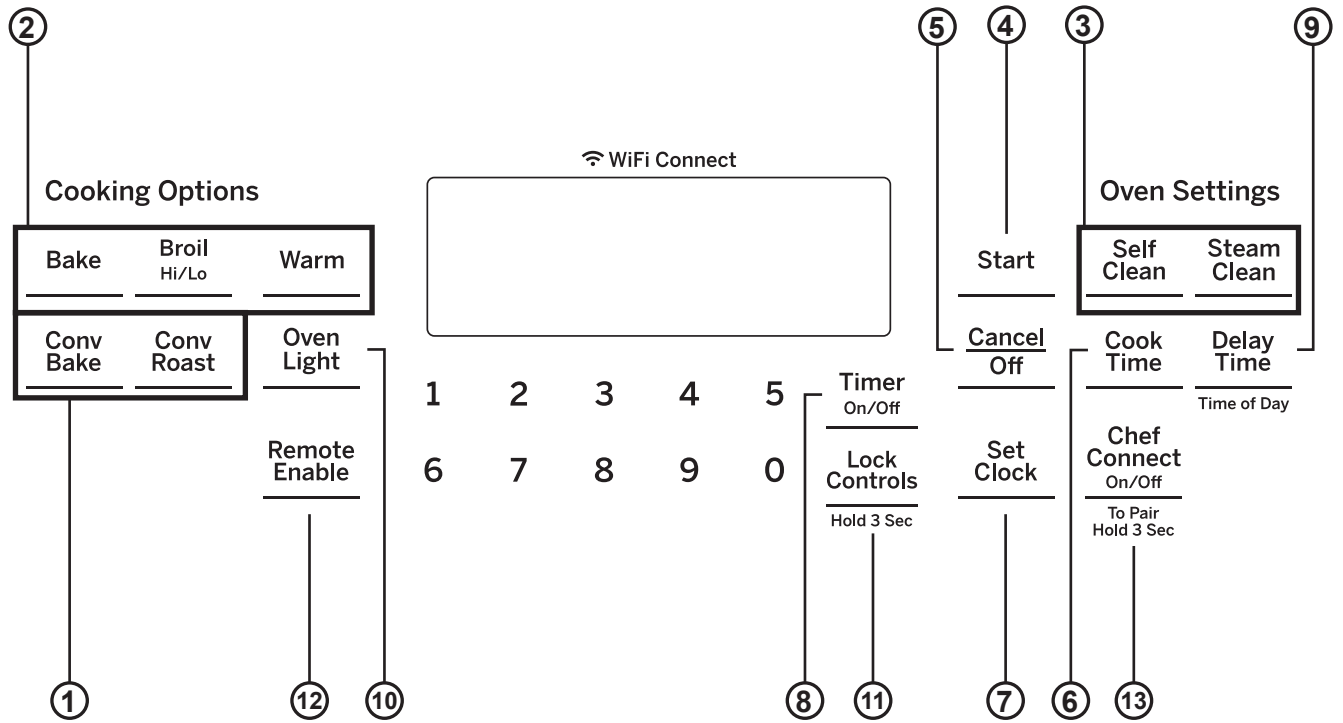 2
5
4
3
9
WiFi Connect
Cooking Options
Oven Settings
Bake
Broil
Hi/Lo
Warm
Start
Self
Clean
Steam
Clean
Conv
Bake
Conv
Roast
Oven
Light
Cancel
Off
Cook
Time
Delay
Time
Time of Day
1 2 3 4 5
Timer
On/Off
Remote
Enable
6 7 8 9 0
Lock
Controls
Hold 3 Sec
Set
Clock
Chef
Connect
On/Off
To Pair
Hold 3 Sec
1
12
10
8
11
7
6
13